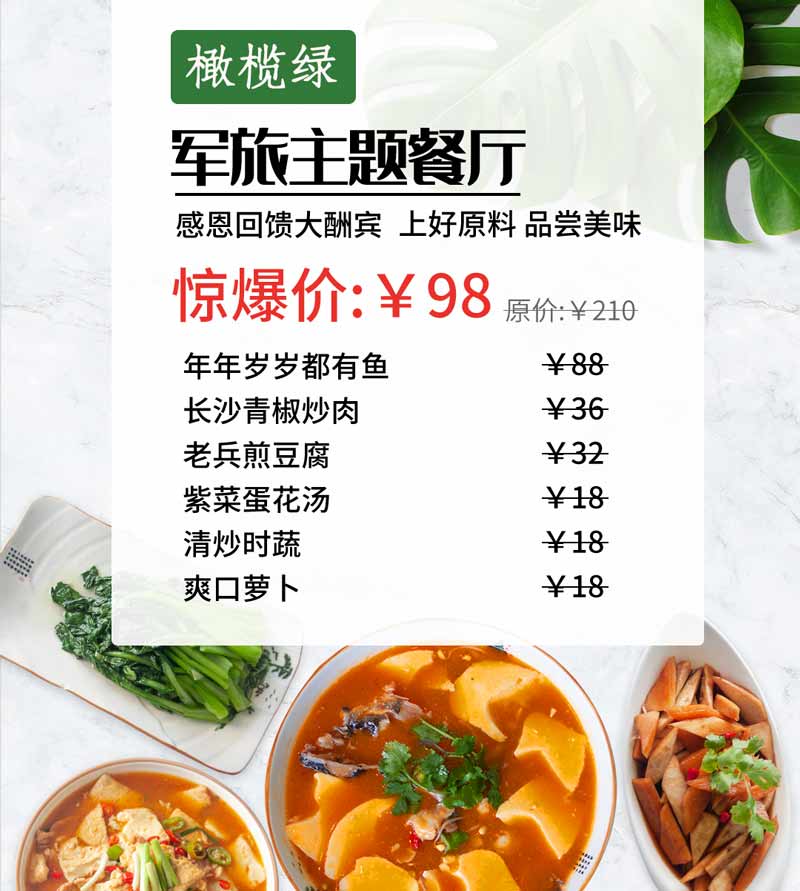 橄榄绿
军旅主题餐厅
感恩回馈大酬宾 上好原料 品尝美味
惊爆价:￥98 原价:￥210
年年岁岁都有鱼 ￥88
长沙青椒炒肉 ￥36
老兵煎豆腐 ￥32
紫菜蛋花汤 ￥18
清炒时蔬 ￥18
爽口萝卜 ￥18